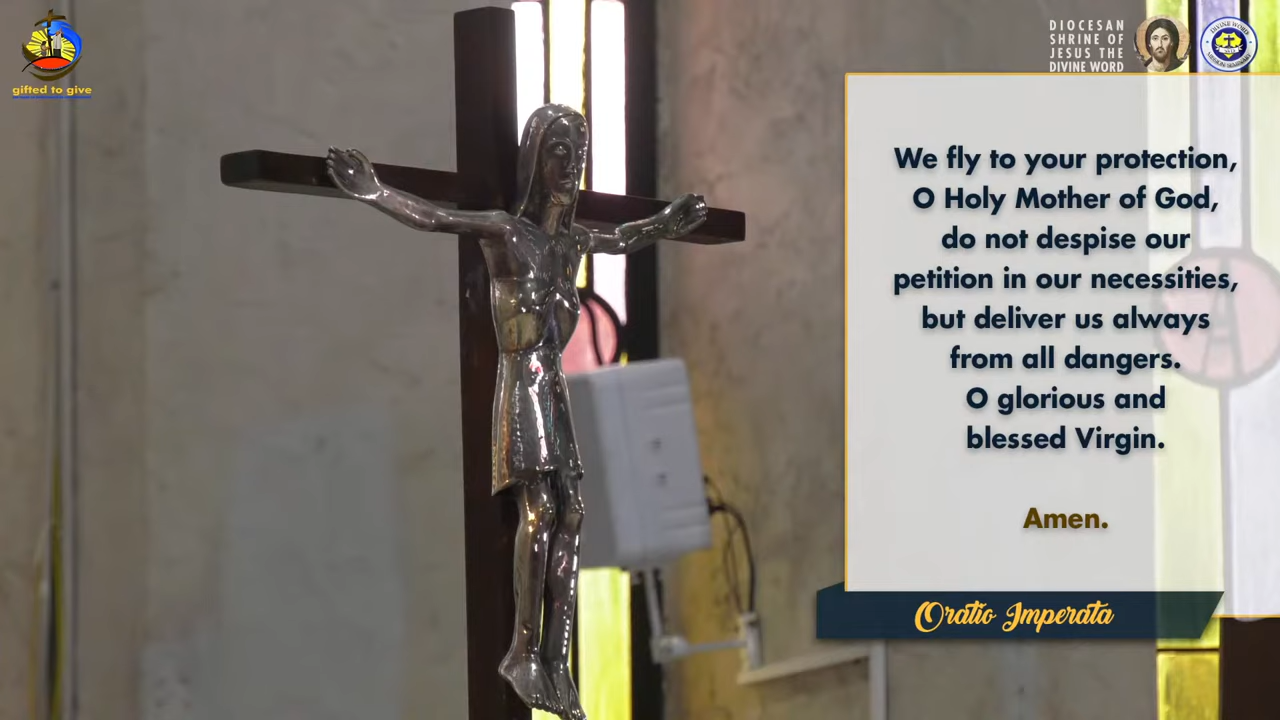 gifted to give
DIOCESAN
SHRINE OF
JESUS THE
DIVINE WORD
DIVINE WORD
We fly to your protection,
O Holy Mother of God,
do not despise our
petition in our necessities,
but deliver us always
from all dangers.
O glorious and
blessed Virgin.
Amen.
Oratio Imperata